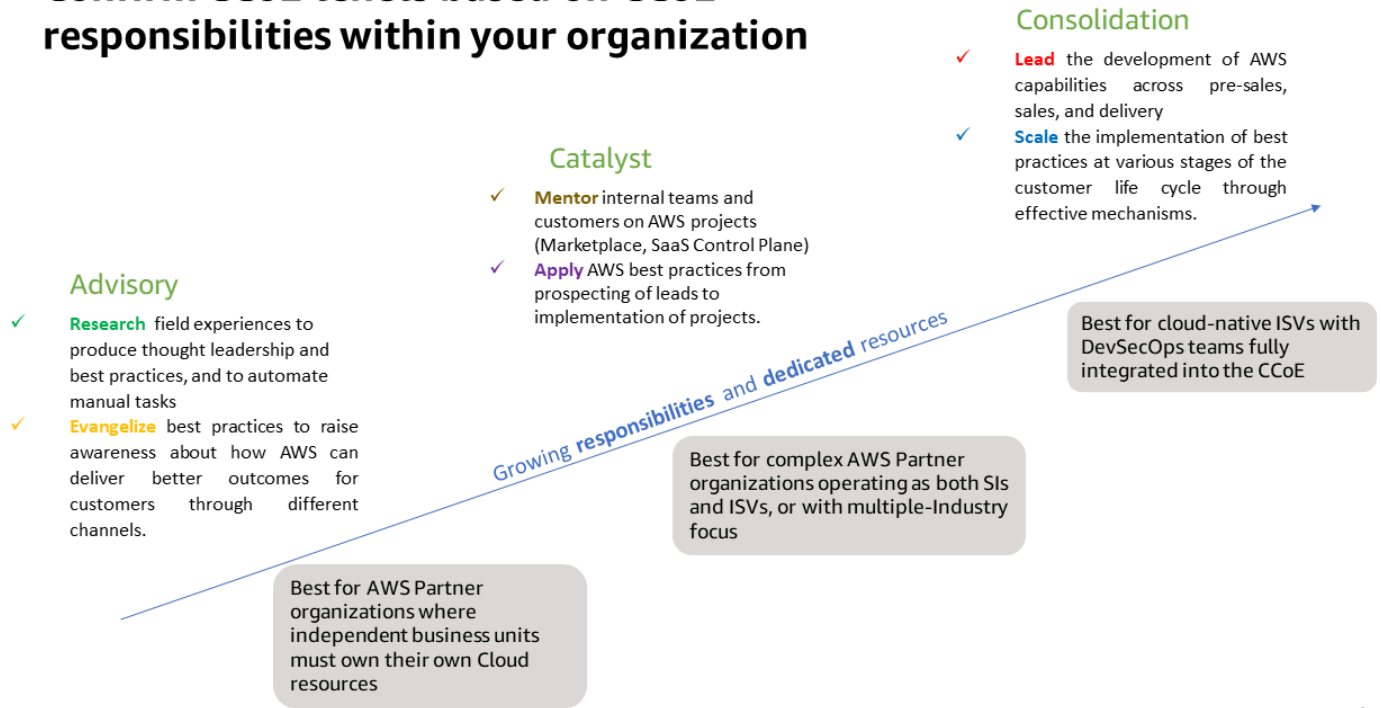 responsibilities within your organization
Consolidation
✓ Lead the development of AWS
capabilities across pre-sales,
sales, and delivery
✓ Scale the implementation of best
practices at various stages of the
customer life cycle through
effective mechanisms.
Catalyst
✓ Mentor internal teams and
customers on AWS projects
(Marketplace, SaaS Control Plane)
✓ Apply AWS best practices from
prospecting of leads to
implementation of projects.
Advisory
✓ Research field experiences to
produce thought leadership and
best practices, and to automate
manual tasks
✓ Evangelize best practices to raise
awareness about how AWS can
deliver better outcomes for
customers through different
channels.
Growing responsibilities and dedicated resources
Best for cloud-native ISVs with
DevSecOps teams fully
integrated into the CCoE
Best for complex AWS Partner
organizations operating as both SIs
and ISVs, or with multiple-Industry
focus
Best for AWS Partner
organizations where
independent business units
must own their own Cloud
resources